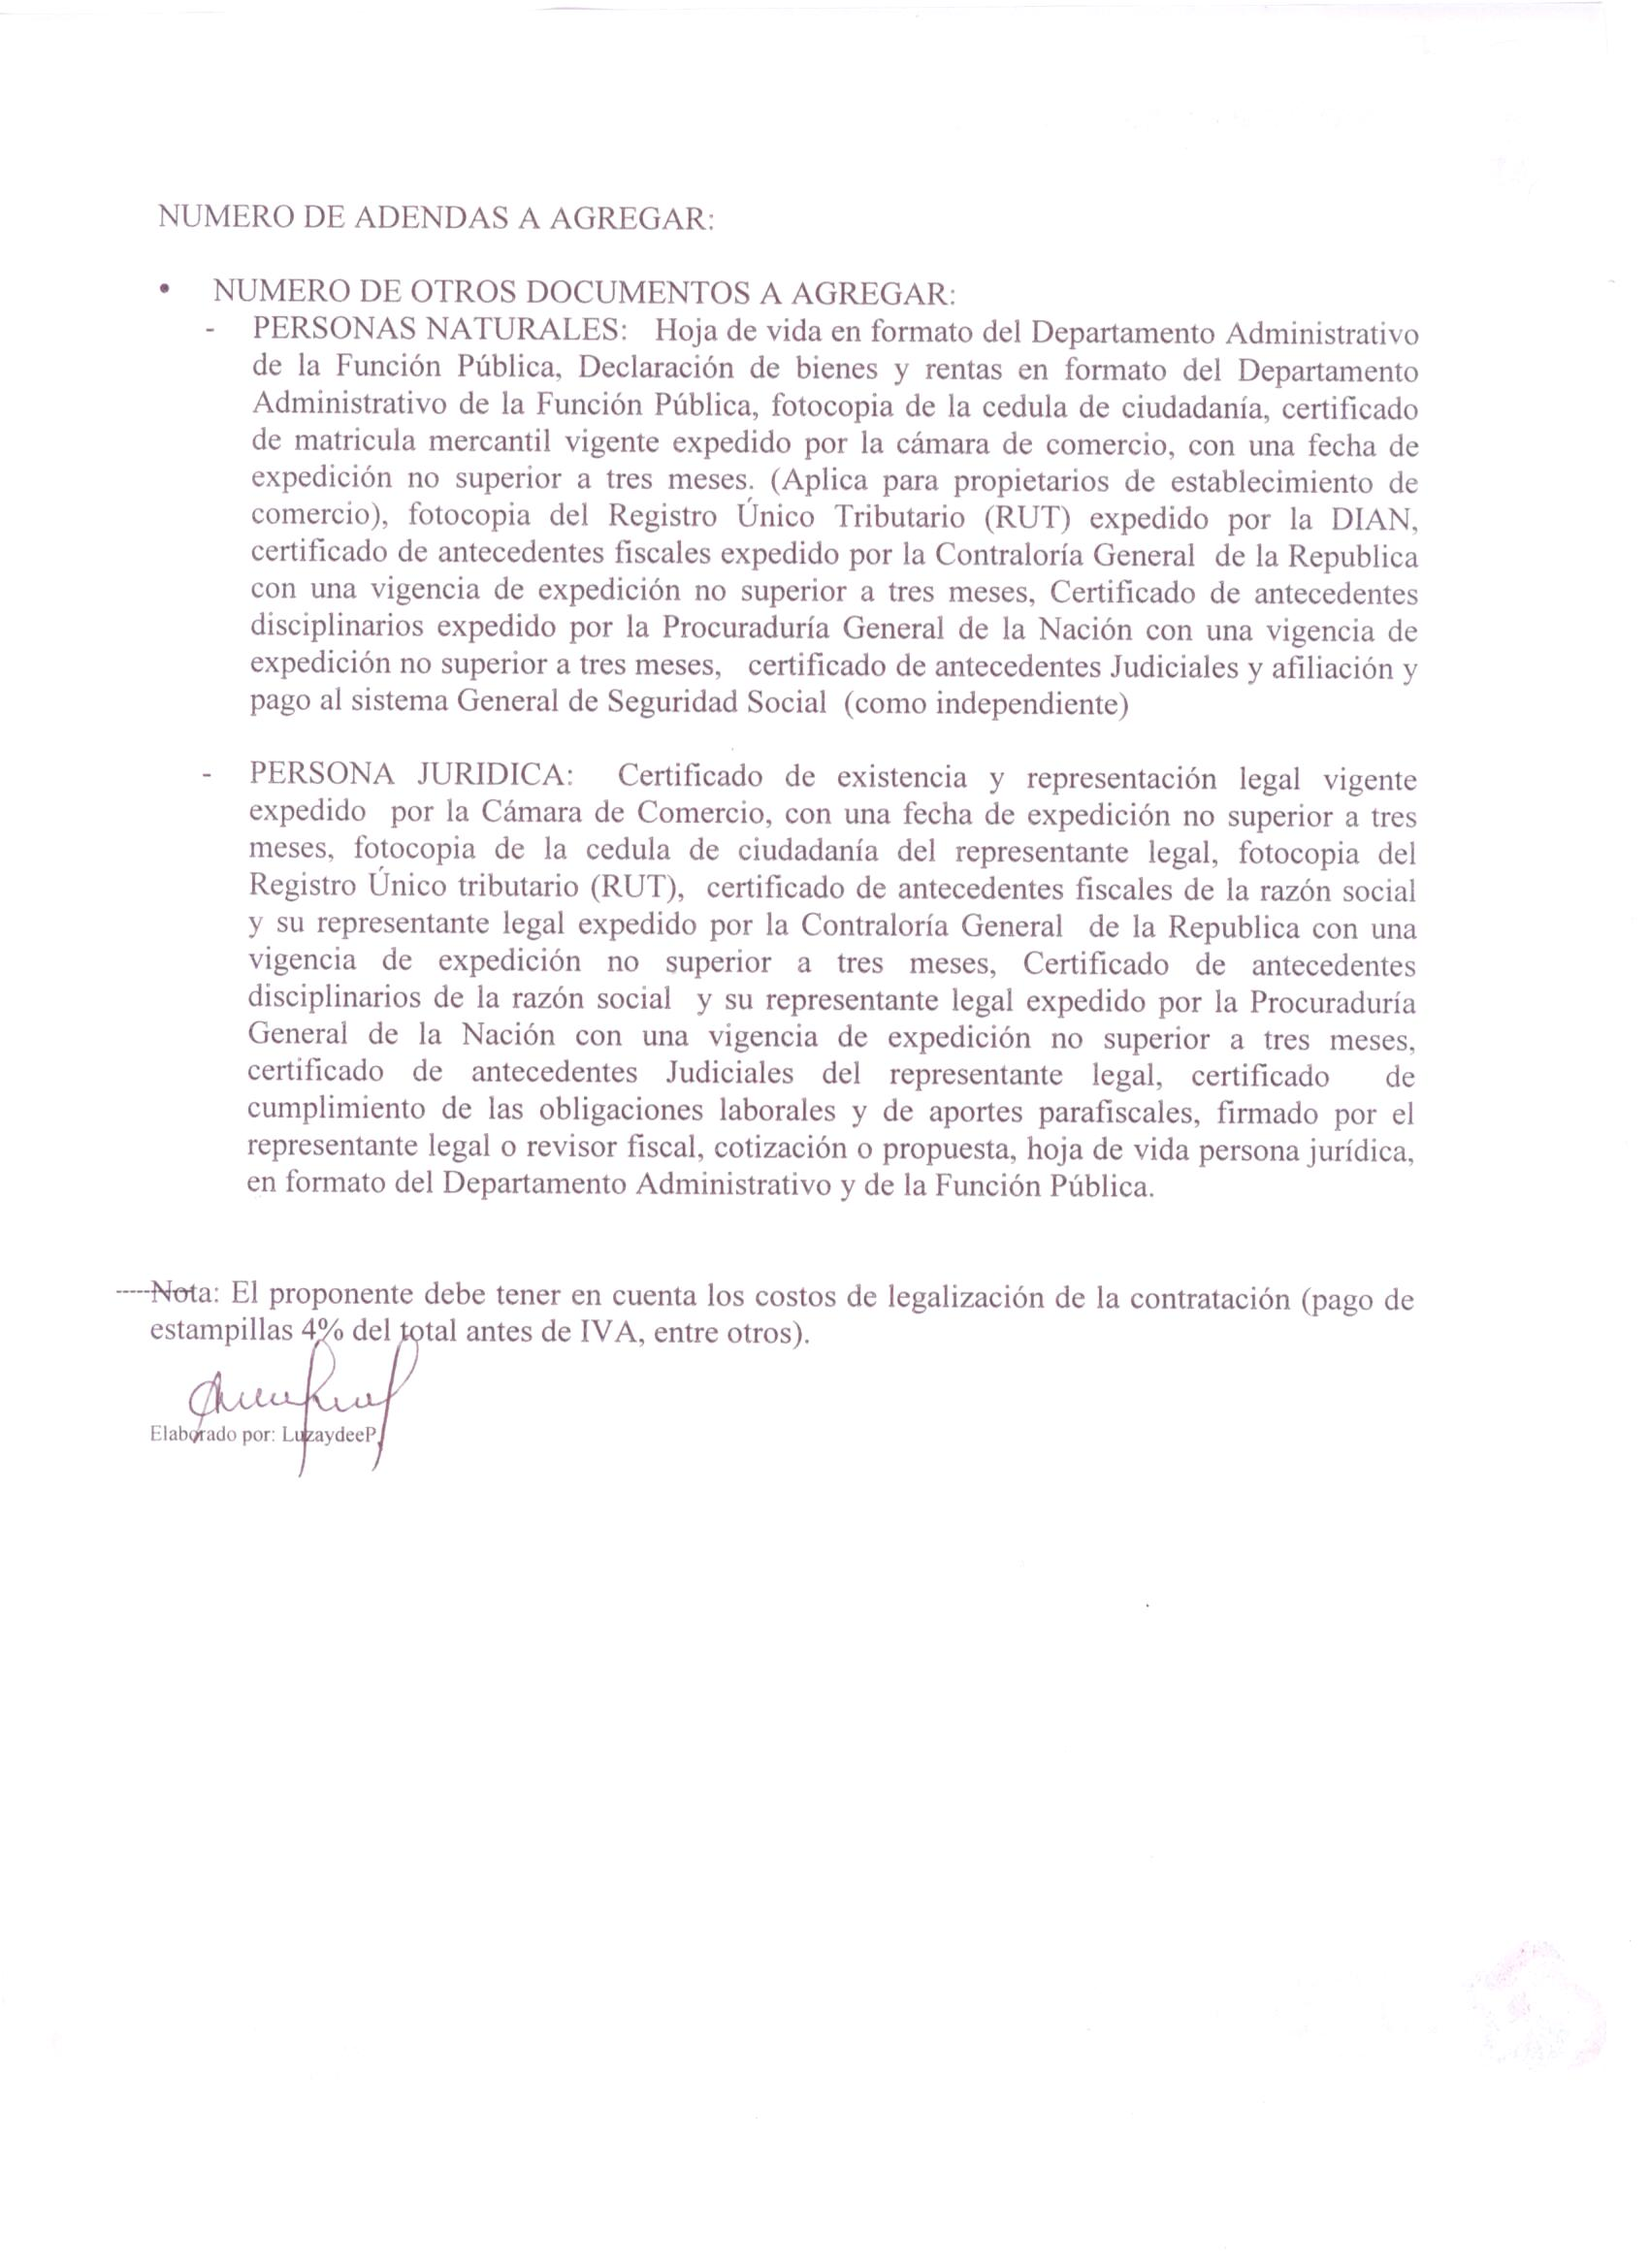 NUMERO DE ADENDAS A AGREGAR:
• NUMERO DE OTROS DOCUMENTOS A AGREGAR:
- PERSONAS NATURALES: Hoja de vida en formato del Departamento Administrativo
de la Función Pública, Declaración de bienes y rentas en formato del Departamento
Administrativo de la Función Pública, fotocopia de la cedula de ciudadanía, certificado
de matricula mercantil vigente expedido por la cámara de comercio, con una fecha de
expedición no superior a tres meses. (Aplica para propietarios de establecimiento de
comercio), fotocopia del Registro Único Tributario (RUT) expedido por la DIAN,
certificado de antecedentes fiscales expedido por la Contraloría General de la Republica
con una vigencia de expedición no superior a tres meses, Certificado de antecedentes
disciplinarios expedido por la Procuraduría General de la Nación con una vigencia de
expedición no superior a tres meses, certificado de antecedentes Judiciales y afiliación y
pago al sistema General de Seguridad Social (como independiente)
- PERSONA JURIDICA: Certificado de existencia y representación legal vigente
expedido por la Cámara de Comercio, con una fecha de expedición no superior a tres
meses, fotocopia de la cedula de ciudadanía del representante legal, fotocopia del
Registro Único tributario (RUT), certificado de antecedentes fiscales de la razón social
y su representante legal expedido por la Contraloría General de la Republica con una
vigencia de expedición no superior a tres meses, Certificado de antecedentes
disciplinarios de la razón social y su representante legal expedido por la Procuraduría
General de la Nación con una vigencia de expedición no superior a tres meses,
certificado de antecedentes Judiciales del representante legal, certificado de
cumplimiento de las obligaciones laborales y de aportes parafiscales, firmado por el
representante legal o revisor fiscal, cotización o propuesta, hoja de vida persona jurídica,
en formato del Departamento Administrativo y de la Función Pública.
Nota: El proponente debe tener en cuenta los costos de legalización de la contratación (pago de
estampillas 4% del total antes de IVA, entre otros).
Elaborado por: LuzaydeeP